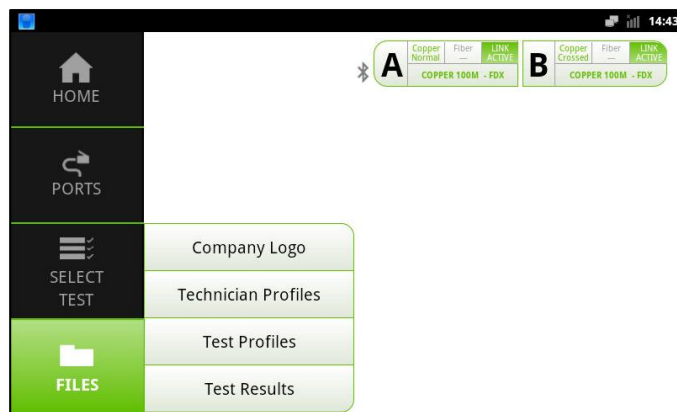 14:43
HOME
PORTS
SELECT
TEST
FILES
Company Logo
Technician Profiles
Test Profiles
Test Results
A
Copper
Normal
Fiber
—
LINK
ACTIVE
COPPER 100M - FDX
B
Copper
Crossed
Fiber
—
LINK
ACTIVE
COPPER 100M - FDX